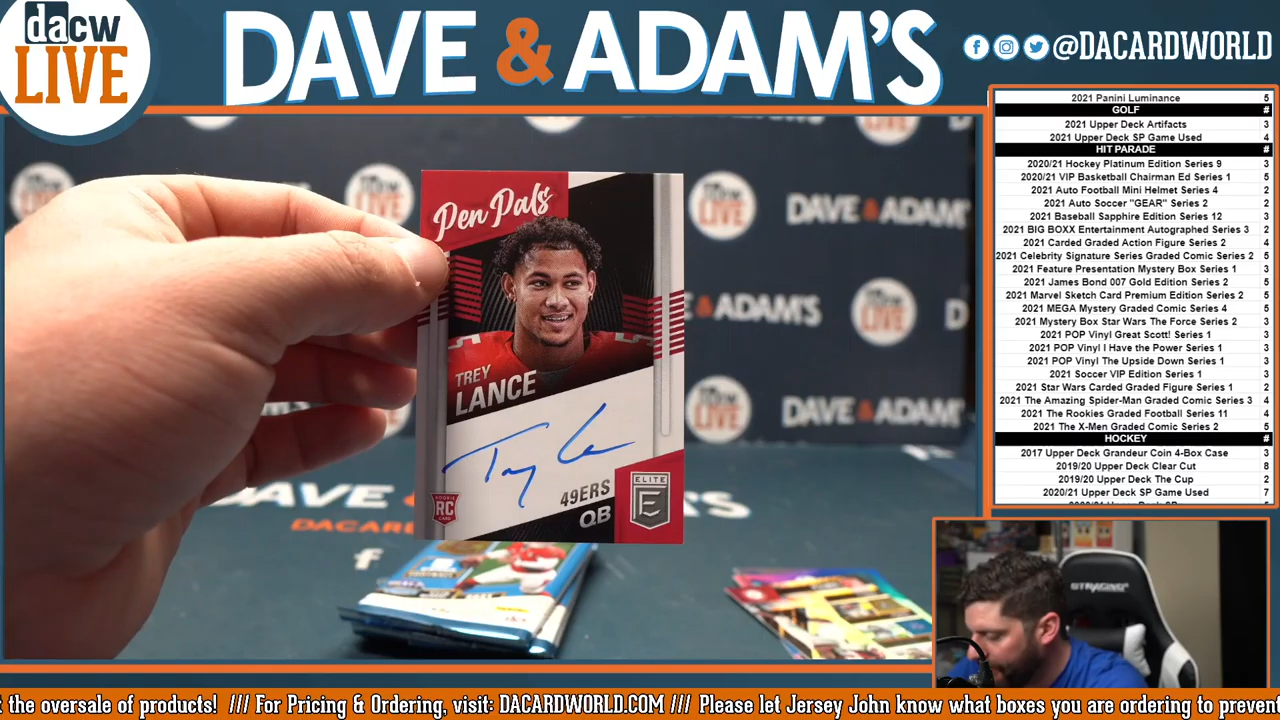 dacw
LIVE
DAVE & ADAM'S
@DACARDWORLD
2021 Panini Luminance 5
GOLF #
2021 Upper Deck Artifacts 3
2021 Upper Deck SP Game Used 4
HIT PARADE #
2020/21 Hockey Platinum Edition Series 9 3
2020/21 VIP Basketball Chairman Ed Series 1 5
2021 Auto Football Mini Helmet Series 4 2
2021 Auto Soccer "GEAR" Series 2 2
2021 Baseball Sapphire Edition Series 12 3
2021 BIG BOXX Entertainment Autographed Series 3 2
2021 Carded Graded Action Figure Series 2 4
2021 Celebrity Signature Series Graded Comic Series 2 5
2021 Feature Presentation Mystery Box Series 1 3
2021 James Bond 007 Gold Edition Series 2 5
2021 Marvel Sketch Card Premium Edition Series 2 5
2021 MEGA Mystery Graded Comic Series 4 5
2021 Mystery Box Star Wars The Force Series 2 3
2021 POP Vinyl Great Scott! Series 1 3
2021 POP Vinyl I Have the Power Series 1 3
2021 POP Vinyl The Upside Down Series 1 3
2021 Soccer VIP Edition Series 1 3
2021 Star Wars Carded Graded Figure Series 1 2
2021 The Amazing Spider-Man Graded Comic Series 3 4
2021 The Rookies Graded Football Series 11 4
2021 The X-Men Graded Comic Series 2 5
HOCKEY #
2017 Upper Deck Grandeur Coin 4-Box Case 3
2019/20 Upper Deck Clear Cut 8
2019/20 Upper Deck The Cup 2
2020/21 Upper Deck SP Game Used 7
Pen Pals
TREY
LANCE
49ERS
QB
ROOKIE
RC
CARD
ELITE
E
DAVE & ADAM'S
DAVE & ADAM'S
DAVE & ADAM
DACARD
f
the oversale of products! /// For Pricing & Ordering, visit: DACARDWORLD.COM /// Please let Jersey John know what boxes you are ordering to prevent